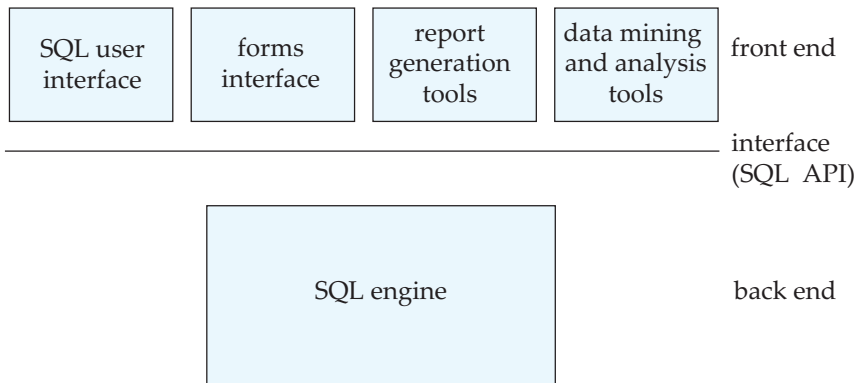 SQL user
interface
forms
interface
report
generation
tools
data mining
and analysis
tools
front end
interface
(SQL API)
SQL engine
back end